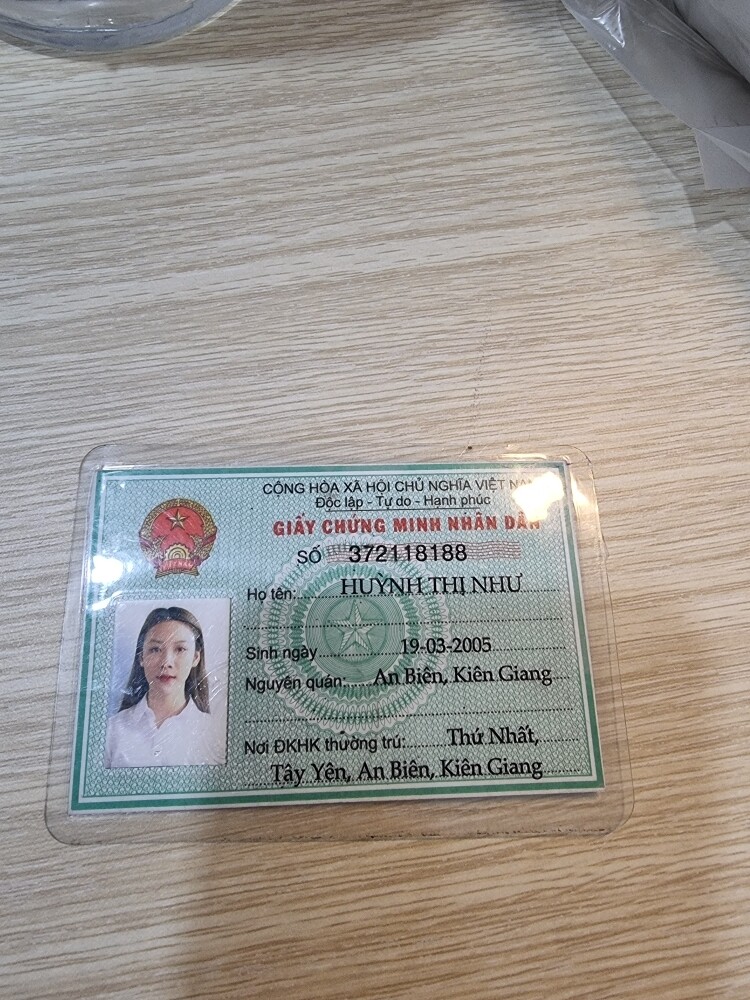 CỘNG HÒA XÃ HỘI CHỦ NGHĨA VIỆT NAM
Độc lập - Tự do - Hạnh phúc
GIẤY CHỨNG MINH NHÂN DÂN
SỐ 372118188
Họ tên: HUỲNH THỊ NHƯ
Sinh ngày 19-03-2005
Nguyên quán: An Biên, Kiên Giang
Nơi ĐKHK thường trú: Thứ Nhất,
Tây Yên, An Biên, Kiên Giang